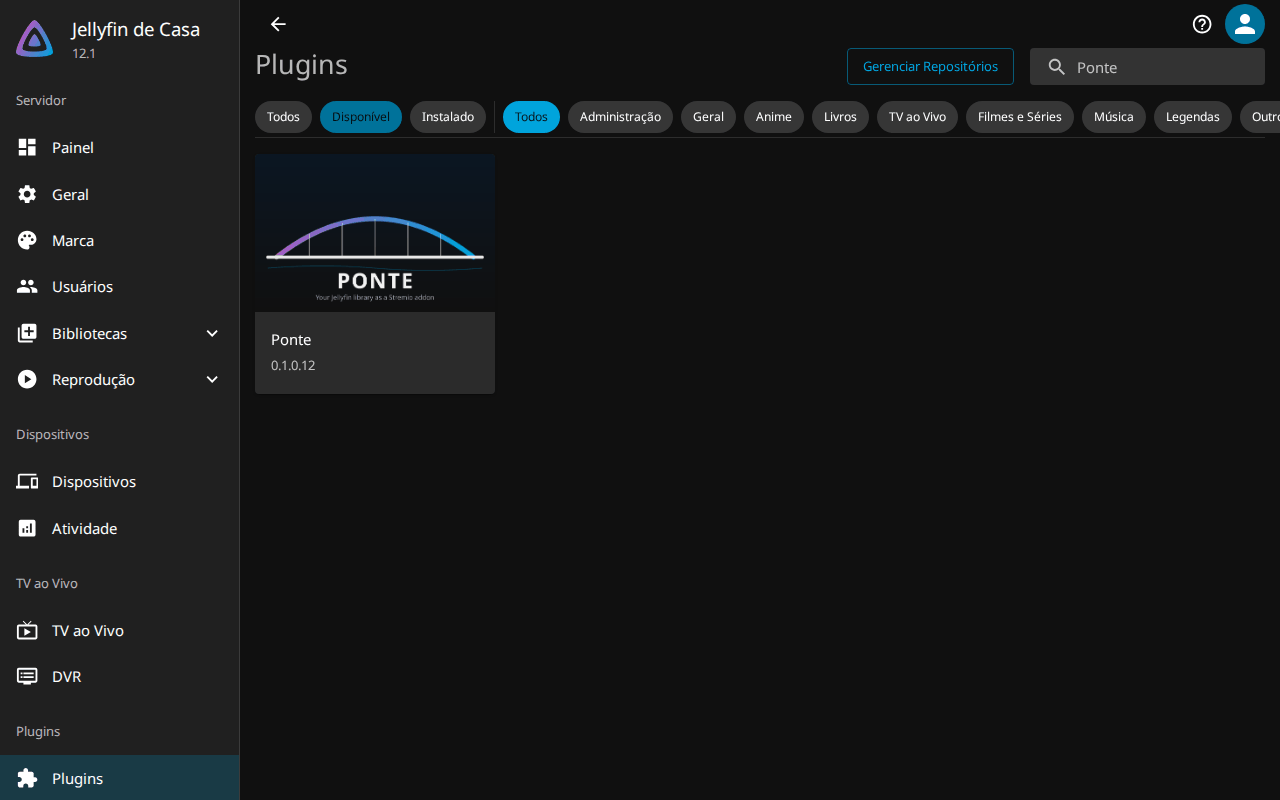 Jellyfin de Casa
12.1
Servidor
Painel
Geral
Marca
Usuários
Bibliotecas
Reprodução
Dispositivos
Dispositivos
Atividade
TV ao Vivo
TV ao Vivo
DVR
Plugins
Plugins
Plugins
Gerenciar Repositórios
Ponte
Todos
Disponível
Instalado
Todos
Administração
Geral
Anime
Livros
TV ao Vivo
Filmes e Séries
Música
Legendas
Outro
PONTE
Your Jellyfin library as a Stremio addon
Ponte
0.1.0.12